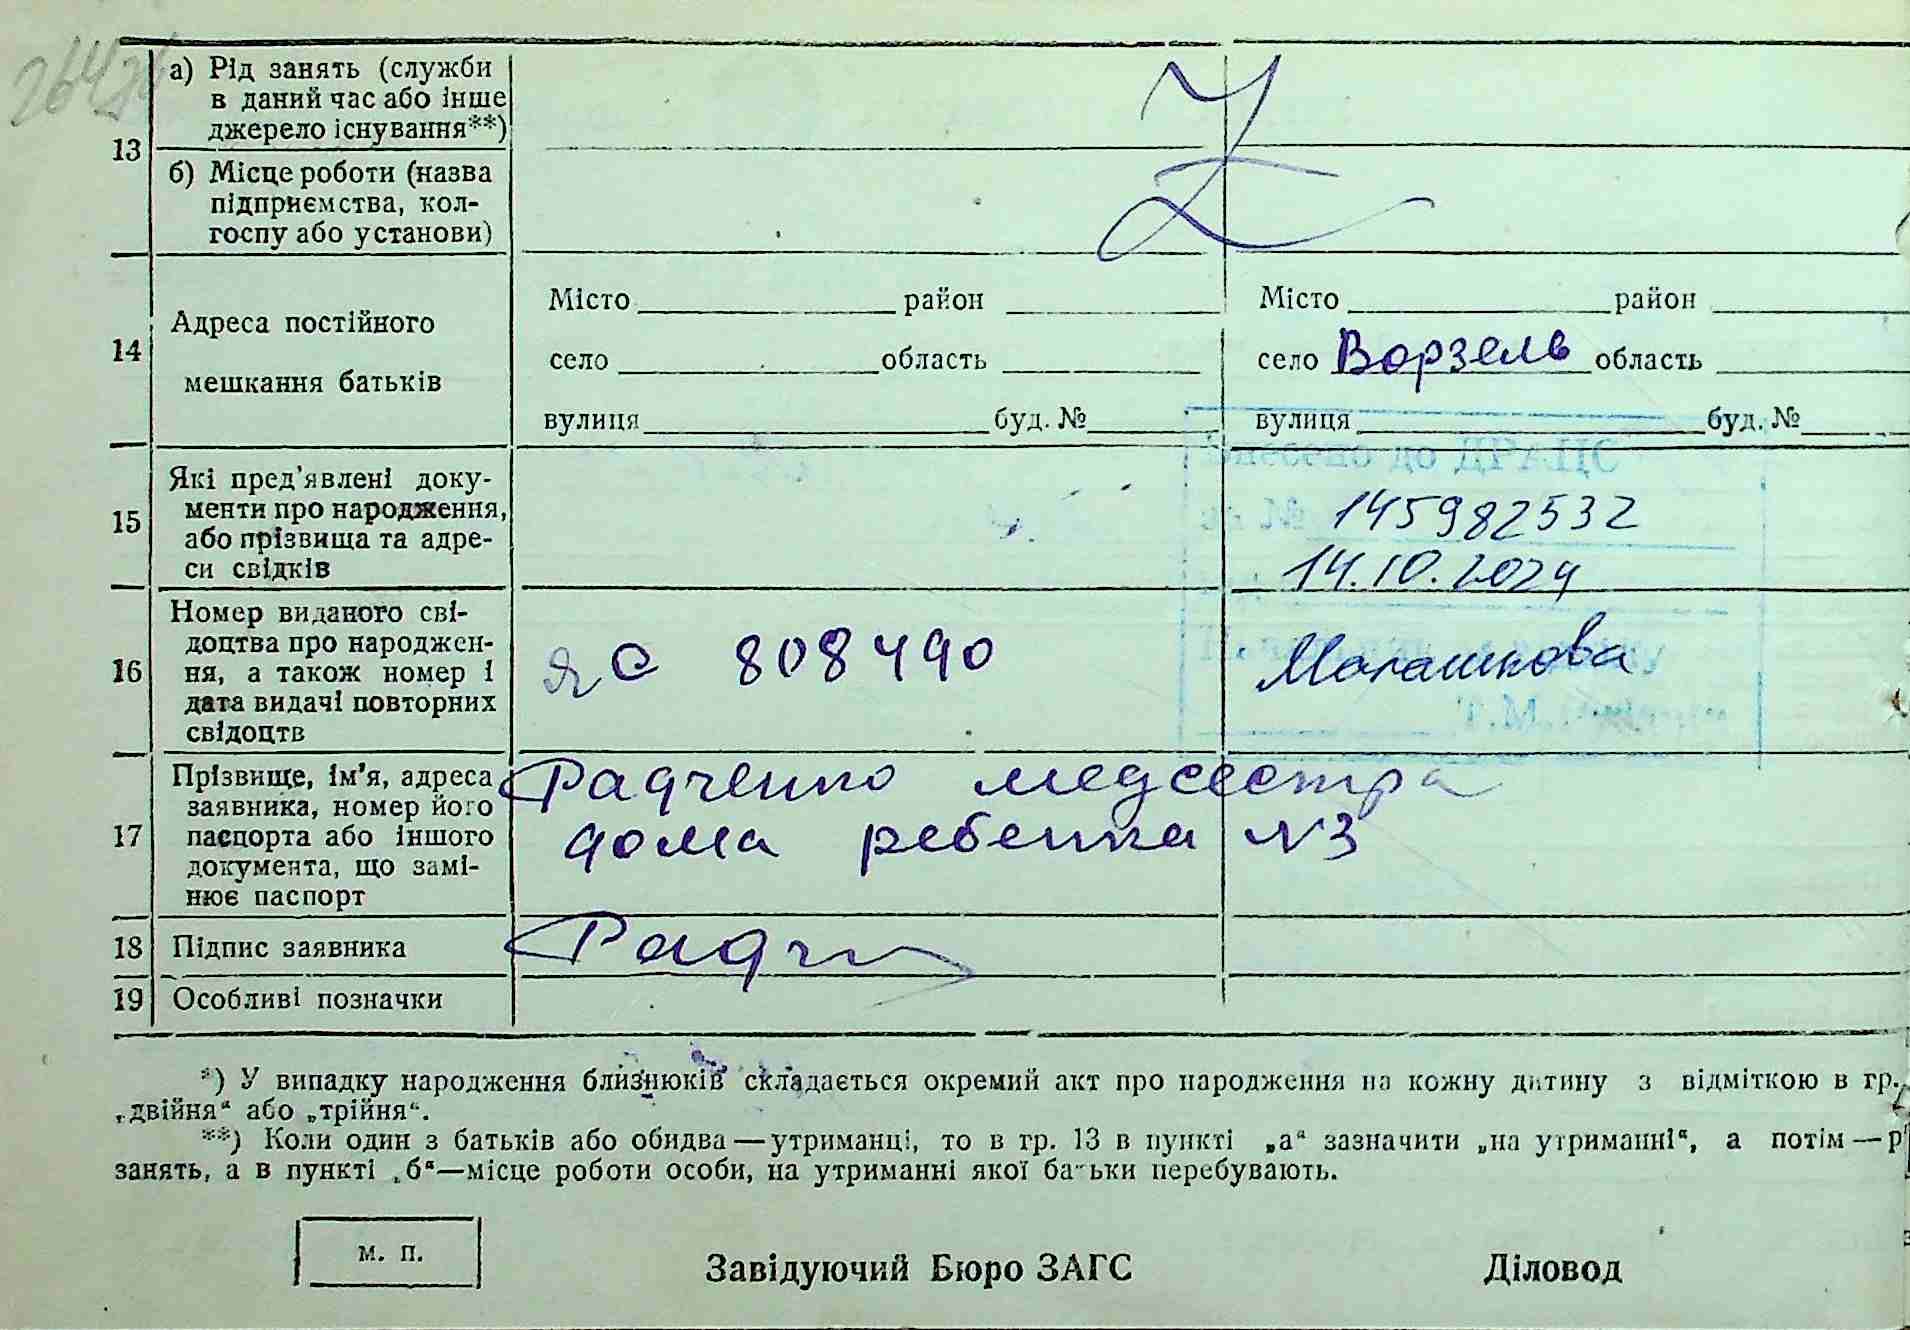 13
а) Рід занять (служби
в даний час або інше
джерело існування**)
б) Місце роботи (назва
підприємства, кол-
госпу або установи)
14
Адреса постійного
мешкання батьків
Місто район
село область
вулиця буд. №
Місто район
село Ворзель область
вулиця буд. №
15
Які пред'явлені доку-
менти про народження,
або прізвища та адре-
си свідків
Внесено до ДРАЦС
за № 145982532
14.10.2024
16
Номер виданого сві-
доцтва про народжен-
ня, а також номер і
дата видачі повторних
свідоцтв
ЯС 808490
Т.М.
17
Прізвище, ім'я, адреса
заявника, номер його
паспорта або іншого
документа, що замі-
нює паспорт
Радченко медсестра
дома ребенка N3
18
Підпис заявника
Радч
19
Особливі позначки
*) У випадку народження близнюків складається окремий акт про народження на кожну дитину з відміткою в гр.
„двійня“ або „трійня“.
**) Коли один з батьків або обидва — утриманці, то в гр. 13 в пункті „а“ зазначити „на утриманні“, а потім — р
занять, а в пункті „б“—місце роботи особи, на утриманні якої батьки перебувають.
м. п.
Завідуючий Бюро ЗАГС Діловод